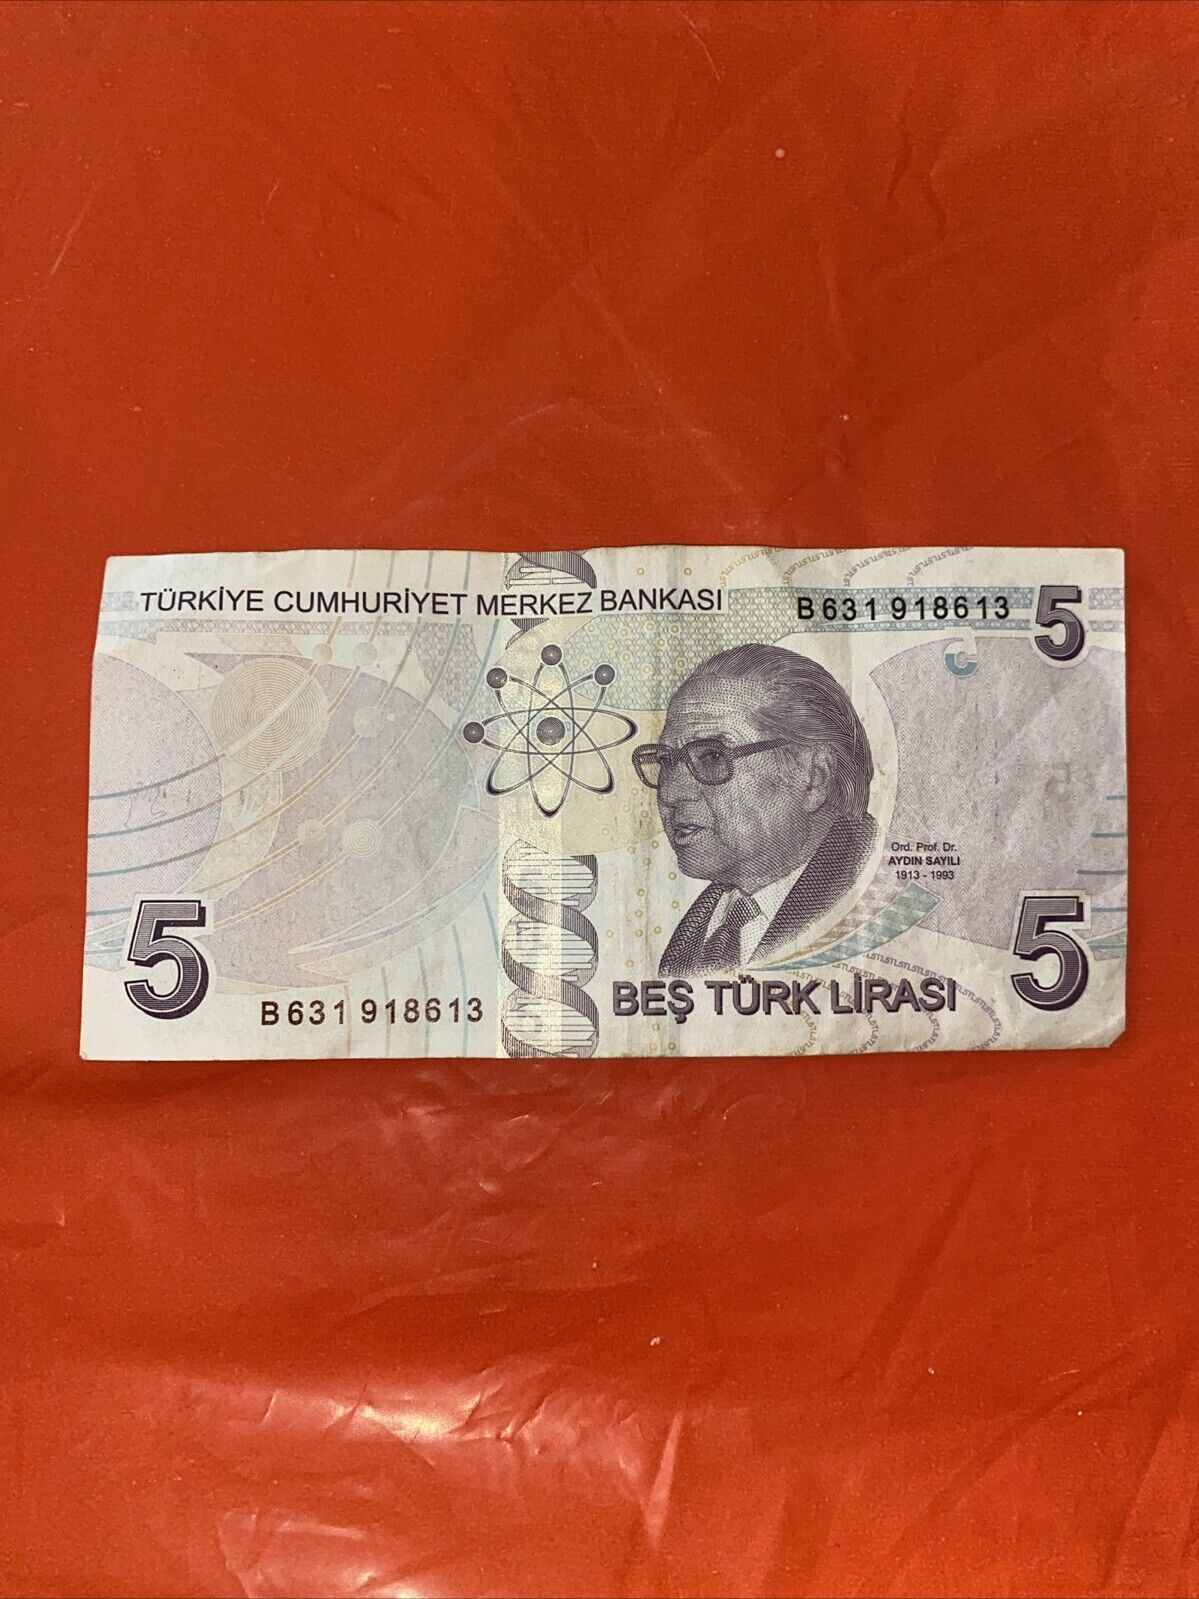 TÜRKİYE CUMHURİYET MERKEZ BANKASI
B631 918613
5
Ord. Prof. Dr.
AYDIN SAYILI
1913 - 1993
5
B631 918613
BEŞ TÜRK LİRASI
5